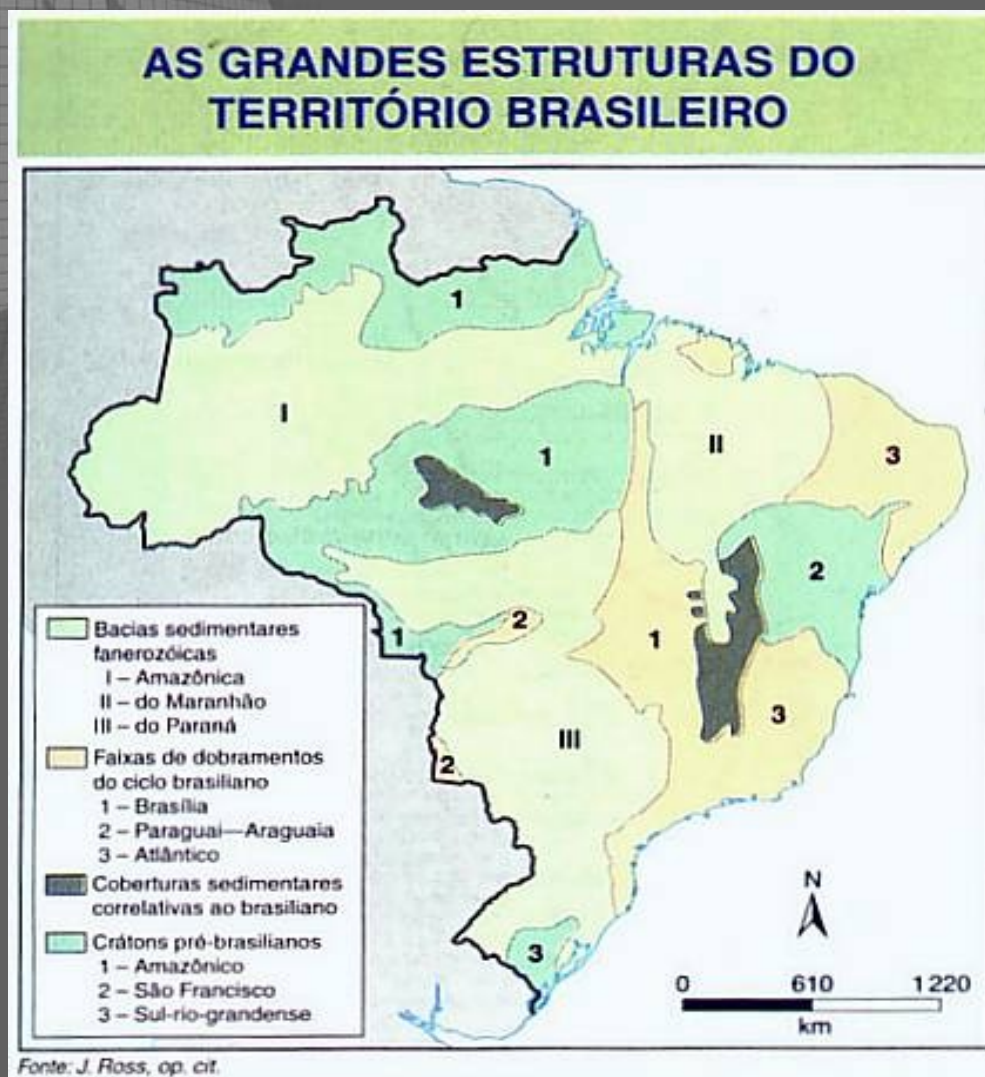 AS GRANDES ESTRUTURAS DO
TERRITÓRIO BRASILEIRO
1
I
1
II
3
2
1
2
1
3
III
2
3
Bacias sedimentares
fanerozóicas
I – Amazônica
II – do Maranhão
III – do Paraná
Faixas de dobramentos
do ciclo brasiliano
1 – Brasília
2 – Paraguai—Araguaia
3 – Atlântico
Coberturas sedimentares
correlativas ao brasiliano
Crátons pré-brasilianos
1 – Amazônico
2 – São Francisco
3 – Sul-rio-grandense
N
0 610 1220
km
Fonte: J. Ross, op. cit.